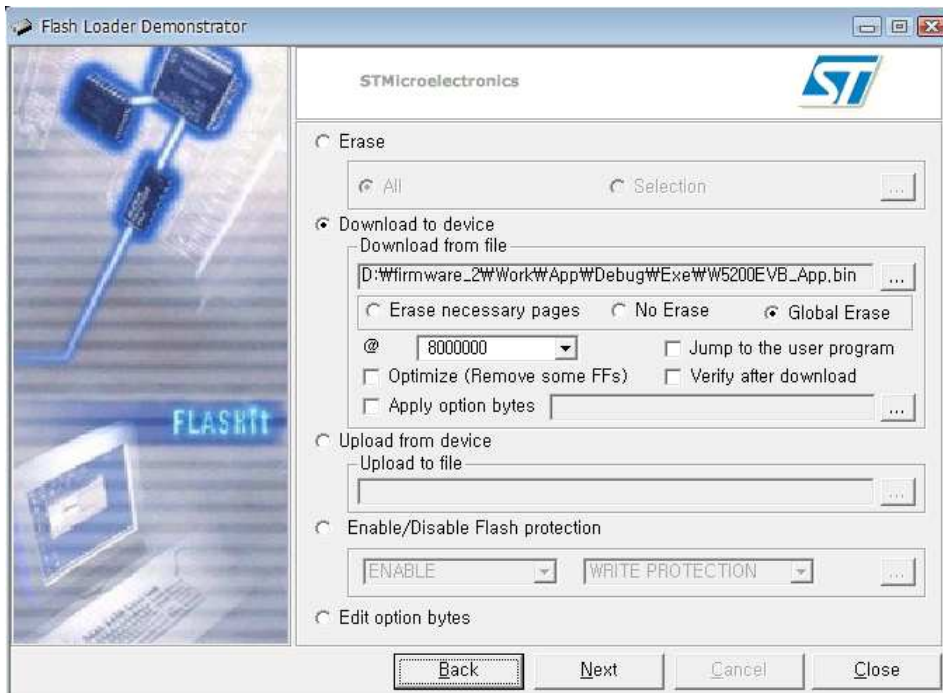 Flash Loader Demonstrator
STMicroelectronics
ST
Erase
All Selection ...
Download to device
Download from file
D:₩firmware_2₩Work₩App₩Debug₩Exe₩W5200EVB_App.bin ...
Erase necessary pages No Erase Global Erase
@ 8000000 Jump to the user program
Optimize (Remove some FFs) Verify after download
Apply option bytes ...
FLASHit
Upload from device
Upload to file
...
Enable/Disable Flash protection
ENABLE WRITE PROTECTION ...
Edit option bytes
Back Next Cancel Close